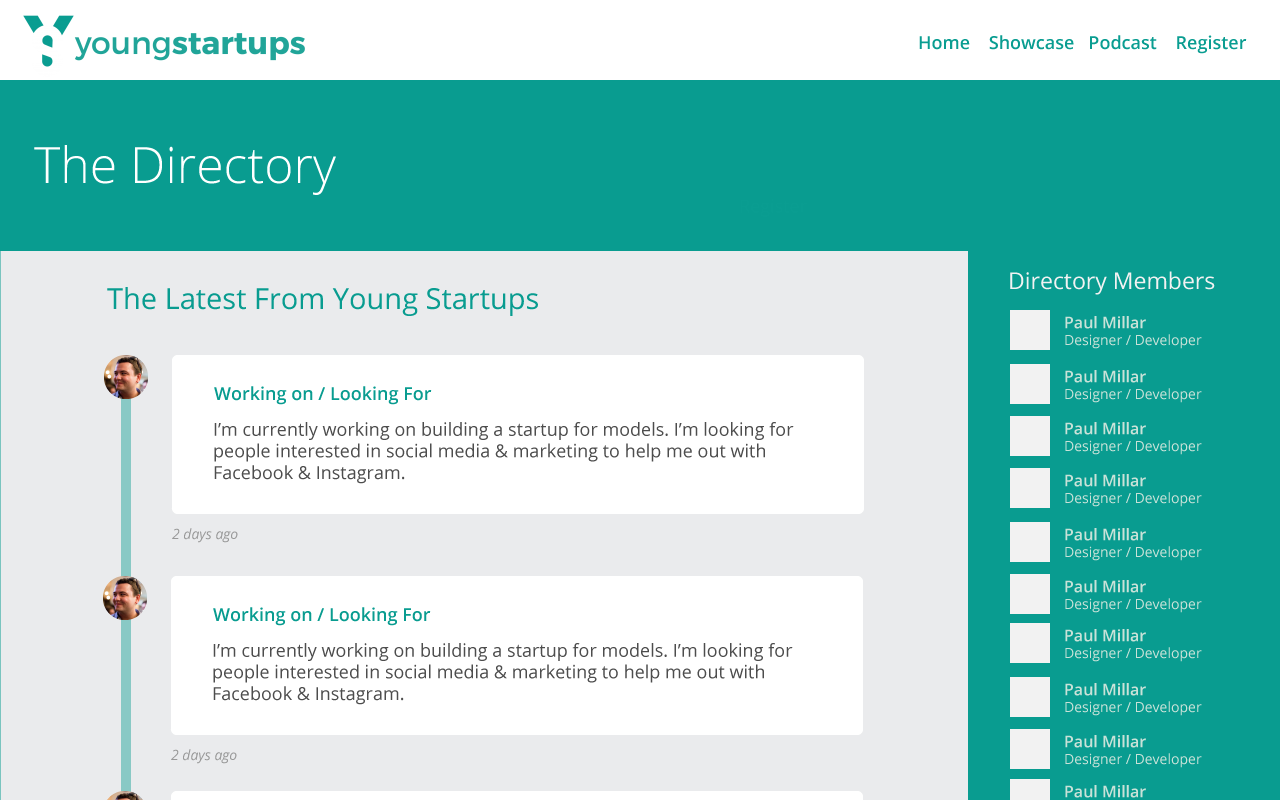 youngstartups
Home Showcase Podcast Register
The Directory
The Latest From Young Startups
Working on / Looking For
I’m currently working on building a startup for models. I’m looking for
people interested in social media & marketing to help me out with
Facebook & Instagram.
2 days ago
Working on / Looking For
I’m currently working on building a startup for models. I’m looking for
people interested in social media & marketing to help me out with
Facebook & Instagram.
2 days ago
Directory Members
Paul Millar
Designer / Developer
Paul Millar
Designer / Developer
Paul Millar
Designer / Developer
Paul Millar
Designer / Developer
Paul Millar
Designer / Developer
Paul Millar
Designer / Developer
Paul Millar
Designer / Developer
Paul Millar
Designer / Developer
Paul Millar
Designer / Developer
Paul Millar